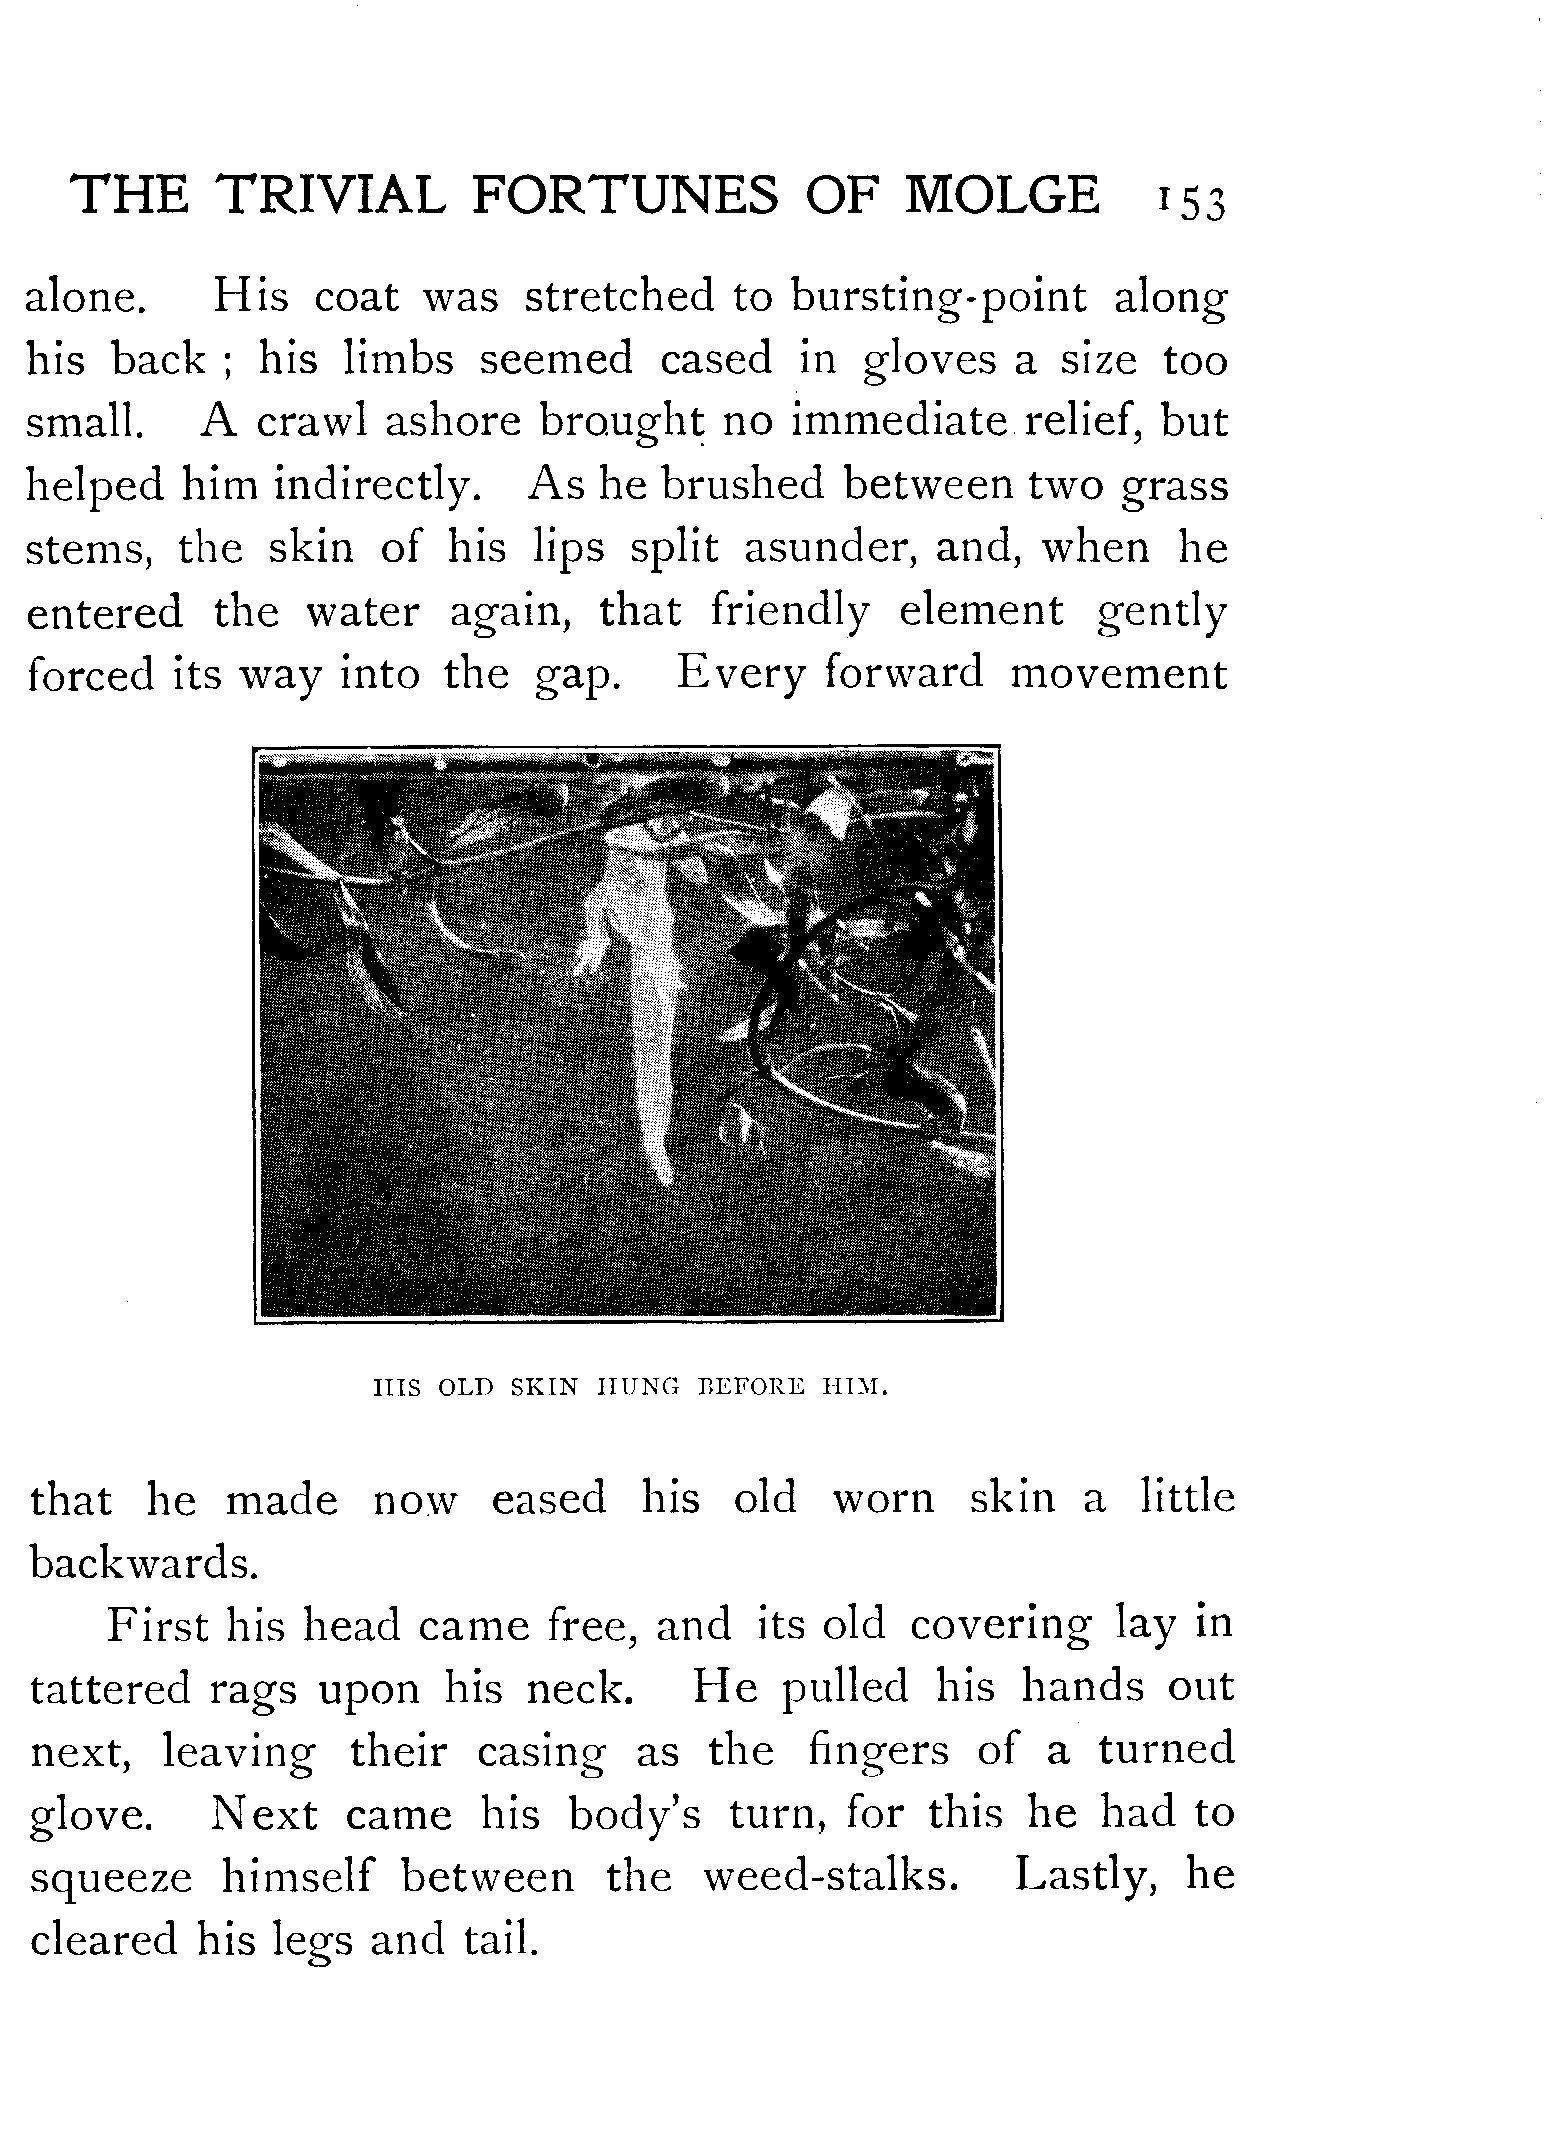 THE TRIVIAL FORTUNES OF MOLGE 153
alone. His coat was stretched to bursting-point along
his back ; his limbs seemed cased in gloves a size too
small. A crawl ashore brought no immediate relief, but
helped him indirectly. As he brushed between two grass
stems, the skin of his lips split asunder, and, when he
entered the water again, that friendly element gently
forced its way into the gap. Every forward movement
HIS OLD SKIN HUNG BEFORE HIM.
that he made now eased his old worn skin a little
backwards.
First his head came free, and its old covering lay in
tattered rags upon his neck. He pulled his hands out
next, leaving their casing as the fingers of a turned
glove. Next came his body's turn, for this he had to
squeeze himself between the weed-stalks. Lastly, he
cleared his legs and tail.